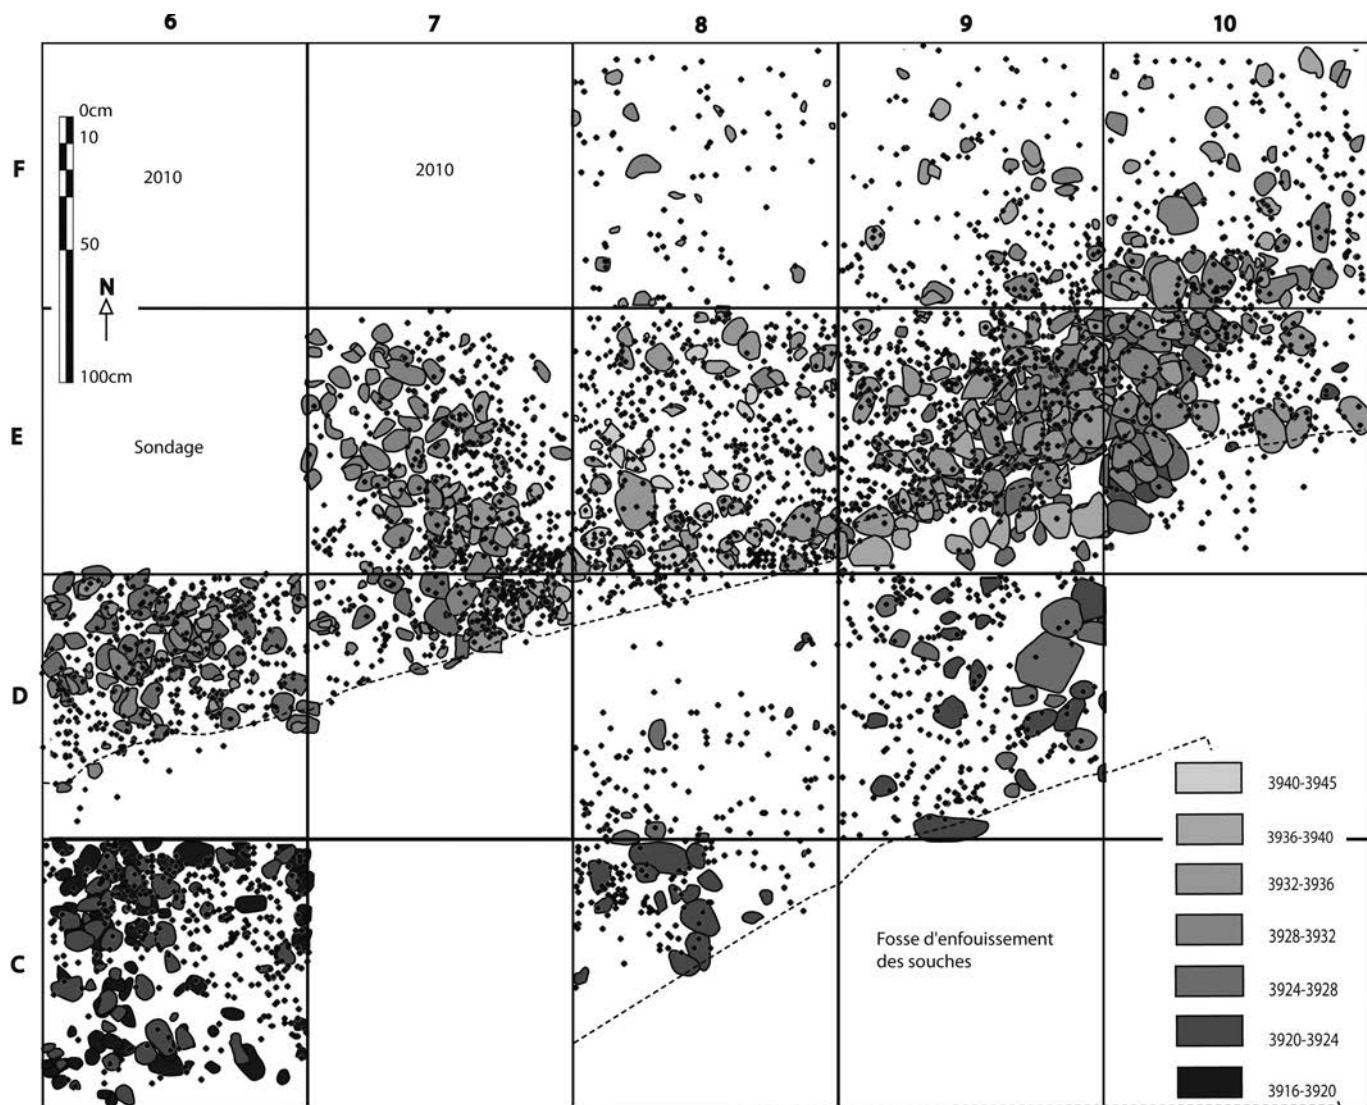 6 7 8 9 10
0cm
10
F
2010
2010
50
N
100cm
E
Sondage
D
3940-3945
3936-3940
3932-3936
C
Fosse d'enfouissement
des souches
3928-3932
3924-3928
3920-3924
3916-3920